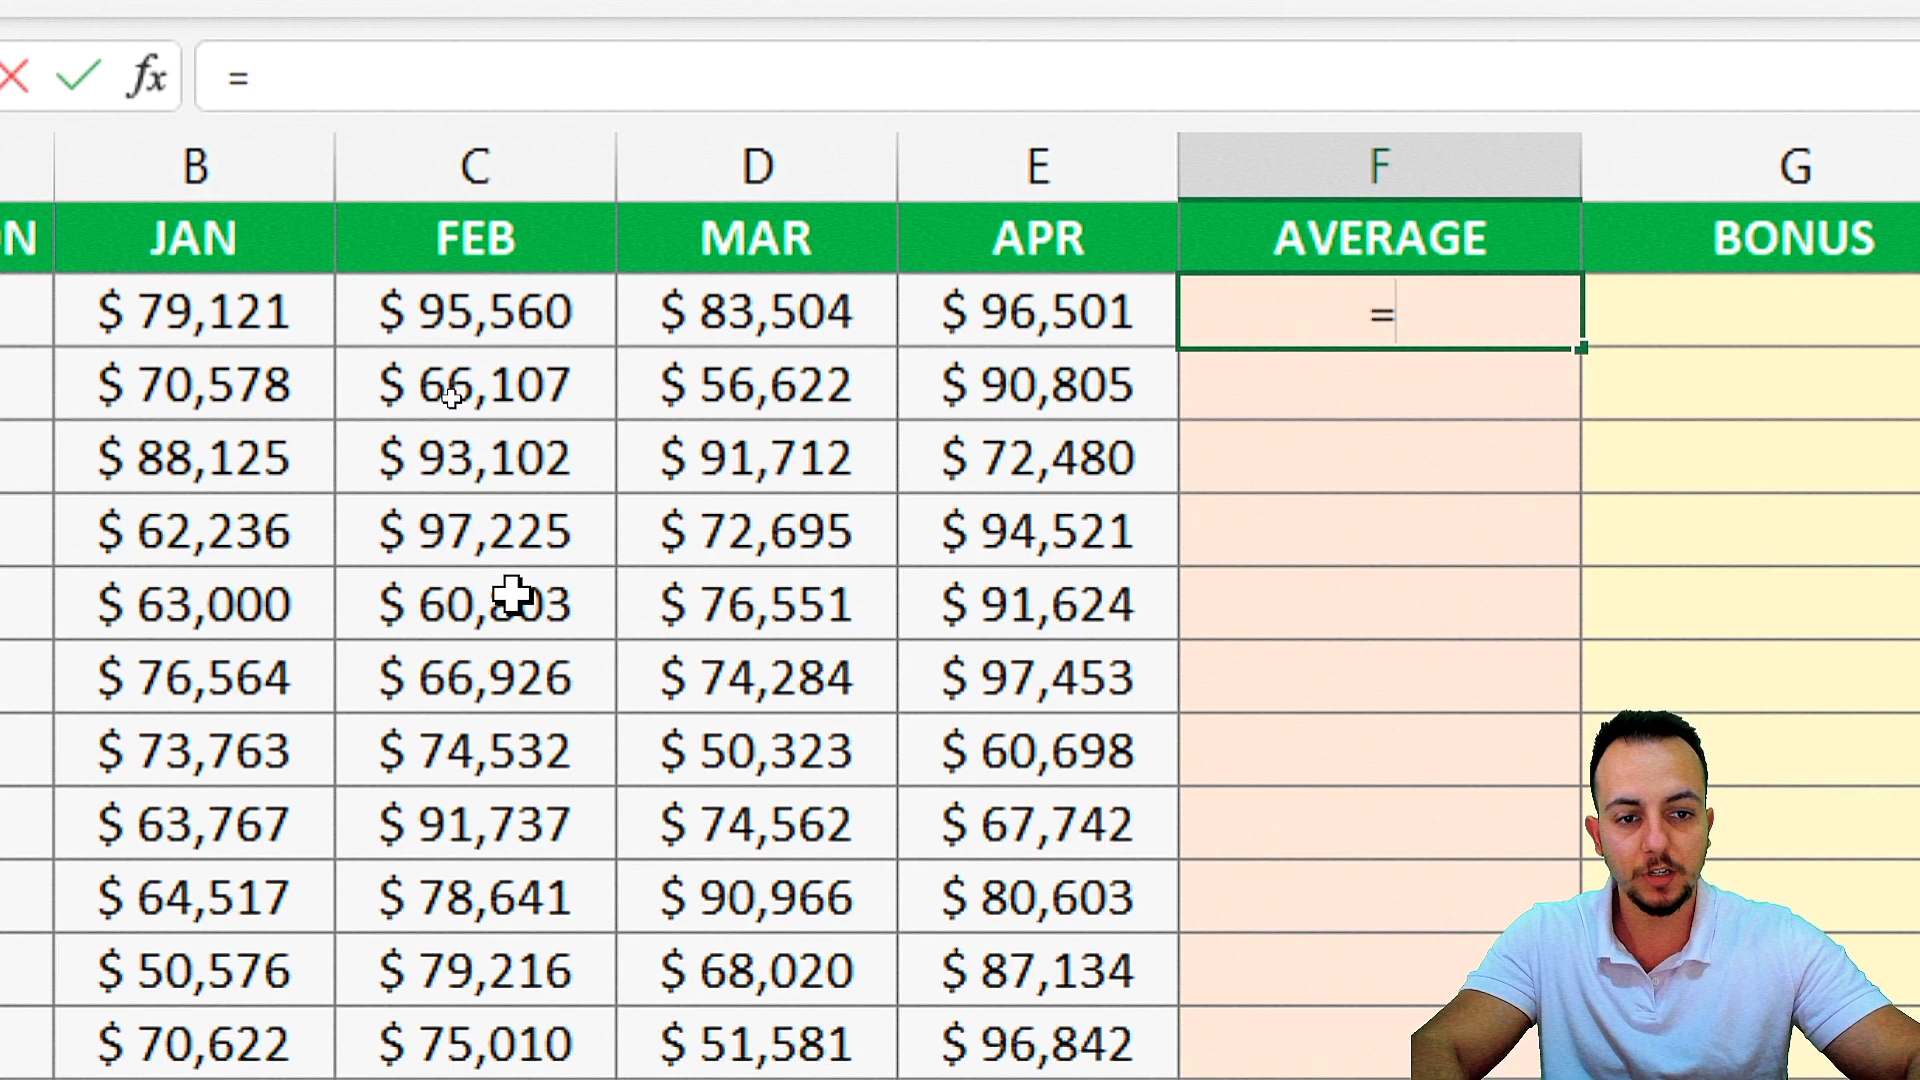 fx =
B C D E F G
N JAN FEB MAR APR AVERAGE BONUS
$ 79,121 $ 95,560 $ 83,504 $ 96,501 =
$ 70,578 $ 66,107 $ 56,622 $ 90,805
$ 88,125 $ 93,102 $ 91,712 $ 72,480
$ 62,236 $ 97,225 $ 72,695 $ 94,521
$ 63,000 $ 60,803 $ 76,551 $ 91,624
$ 76,564 $ 66,926 $ 74,284 $ 97,453
$ 73,763 $ 74,532 $ 50,323 $ 60,698
$ 63,767 $ 91,737 $ 74,562 $ 67,742
$ 64,517 $ 78,641 $ 90,966 $ 80,603
$ 50,576 $ 79,216 $ 68,020 $ 87,134
$ 70,622 $ 75,010 $ 51,581 $ 96,842